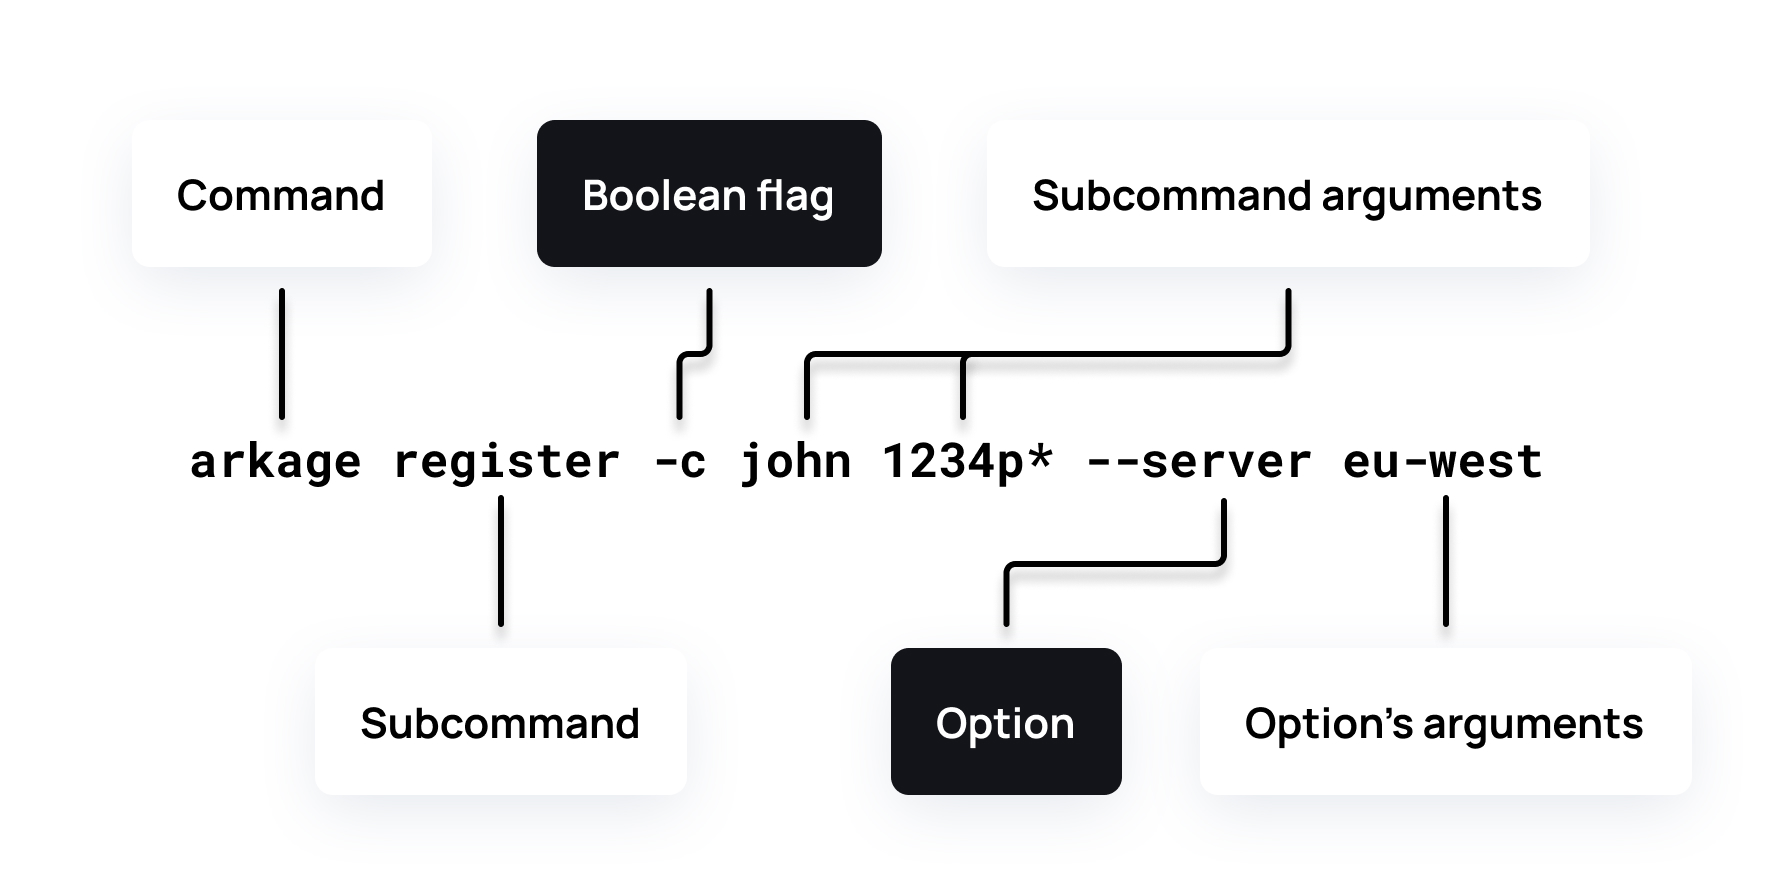 Command
Boolean flag
Subcommand arguments
arkage register -c john 1234p* --server eu-west
Subcommand
Option
Option’s arguments